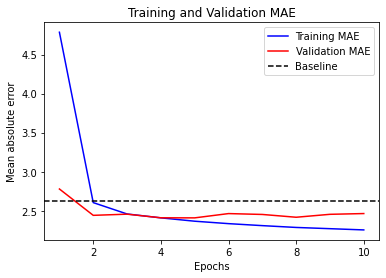 Training and Validation MAE
Training MAE
Validation MAE
Baseline
Mean absolute error
4.5
4.0
3.5
3.0
2.5
2
4
6
8
10
Epochs